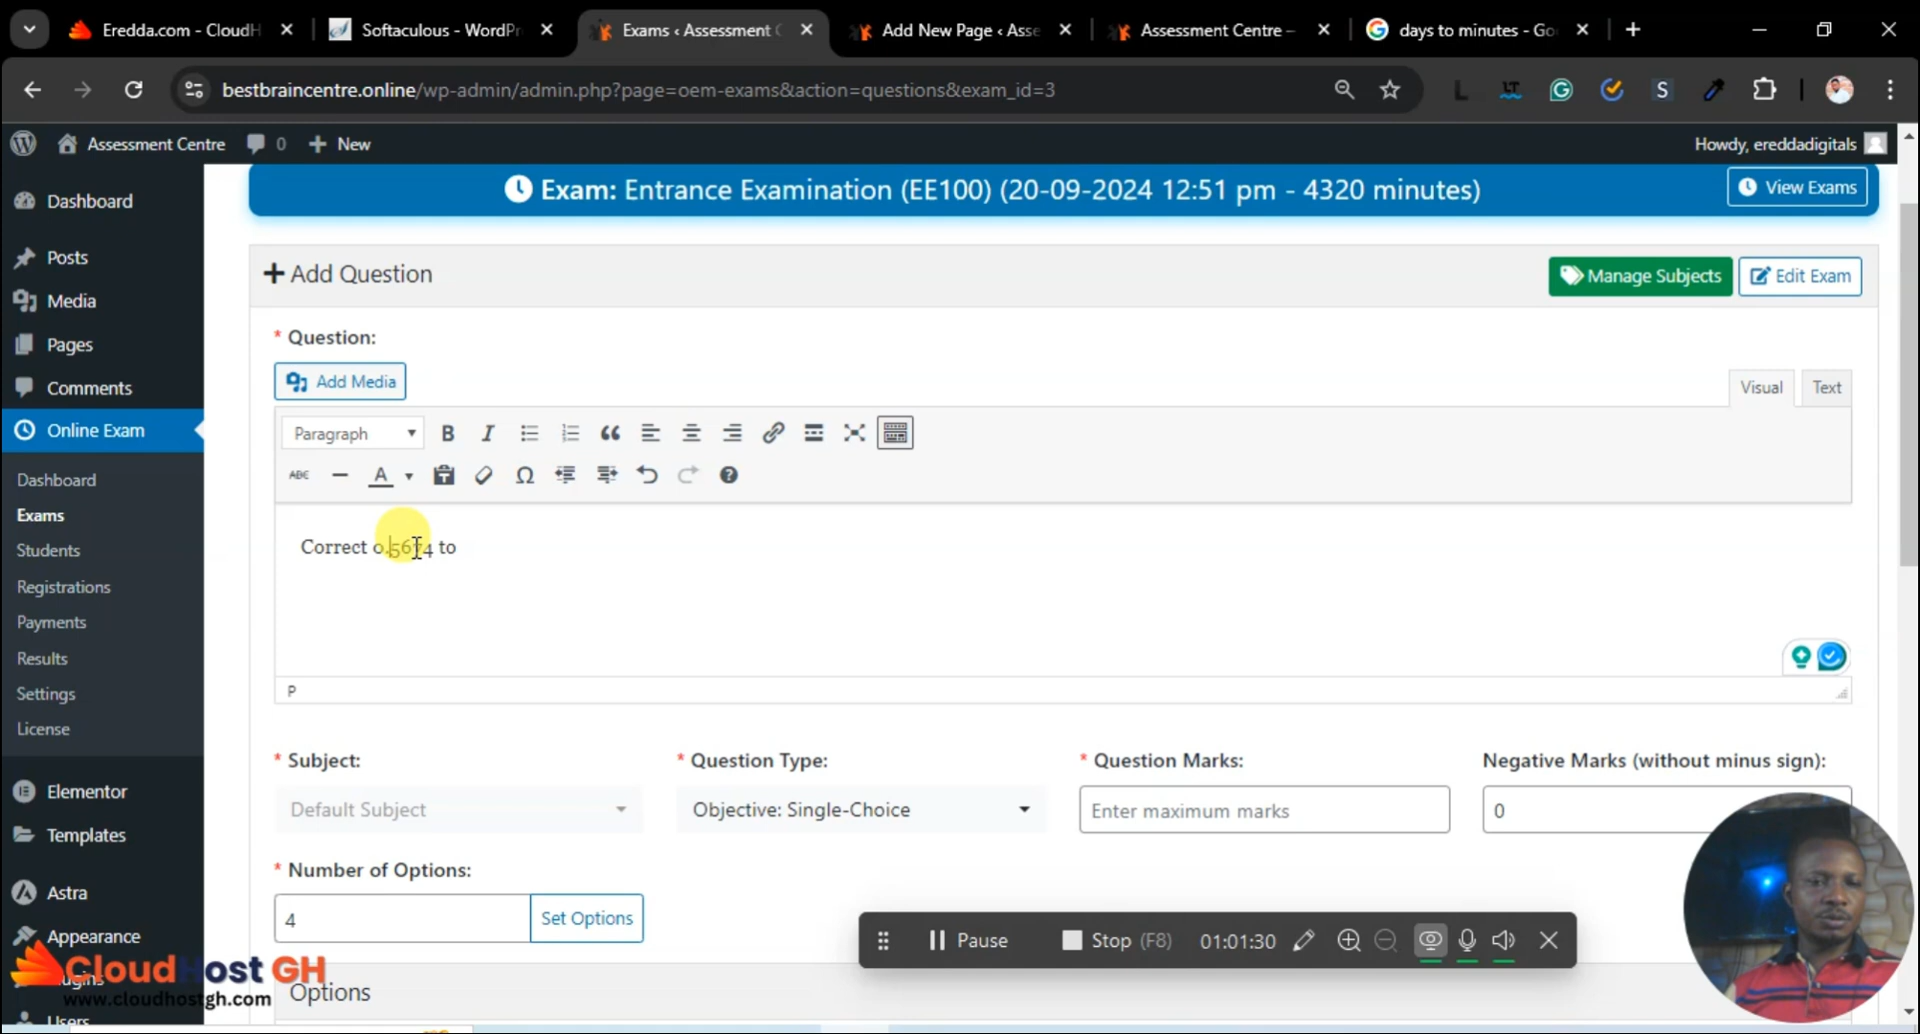 Eredda.com - CloudH
Softaculous - WordPr
Exams ‹ Assessment C
Add New Page ‹ Asse
Assessment Centre –
days to minutes - Go
bestbraincentre.online/wp-admin/admin.php?page=oem-exams&action=questions&exam_id=3
Assessment Centre 0 + New
Howdy, ereddadigitals
Exam: Entrance Examination (EE100) (20-09-2024 12:51 pm - 4320 minutes)
View Exams
Dashboard
Posts
Media
Pages
Comments
Online Exam
Dashboard
Exams
Students
Registrations
Payments
Results
Settings
License
Elementor
Templates
Astra
Appearance
Users
Add Question
Manage Subjects
Edit Exam
* Question:
Add Media
Visual
Text
Paragraph
ABC
Correct 0.5674 to
P
* Subject:
Default Subject
* Question Type:
Objective: Single-Choice
* Question Marks:
Enter maximum marks
Negative Marks (without minus sign):
0
* Number of Options:
4
Set Options
Options
Pause
Stop (F8)
01:01:30
CloudHost GH
www.cloudhostgh.com